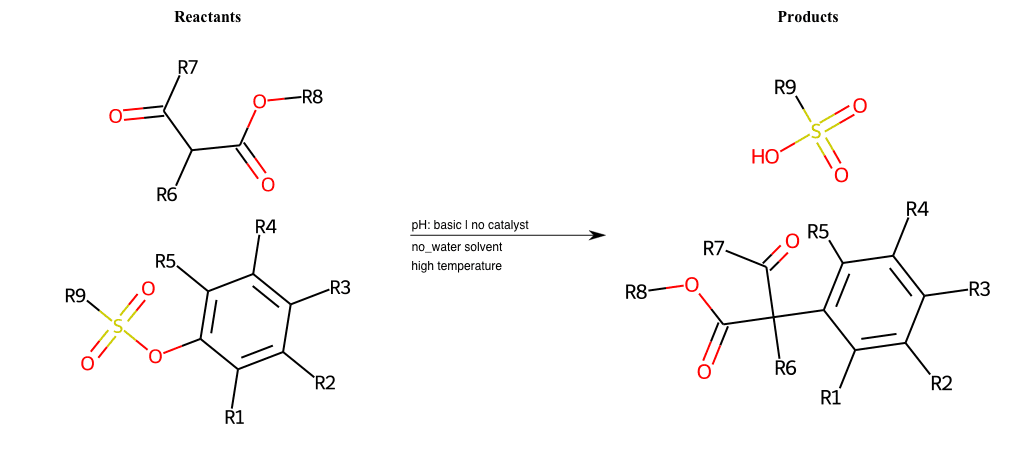 Reactants
Products
R7
O
O
R8
R6
O
R9
O
S
HO
O
R4
R5
R9
O
S
O
O
R3
R2
R1
pH: basic | no catalyst
no_water solvent
high temperature
R4
R5
R7
O
R8
O
R3
O
R6
R2
R1